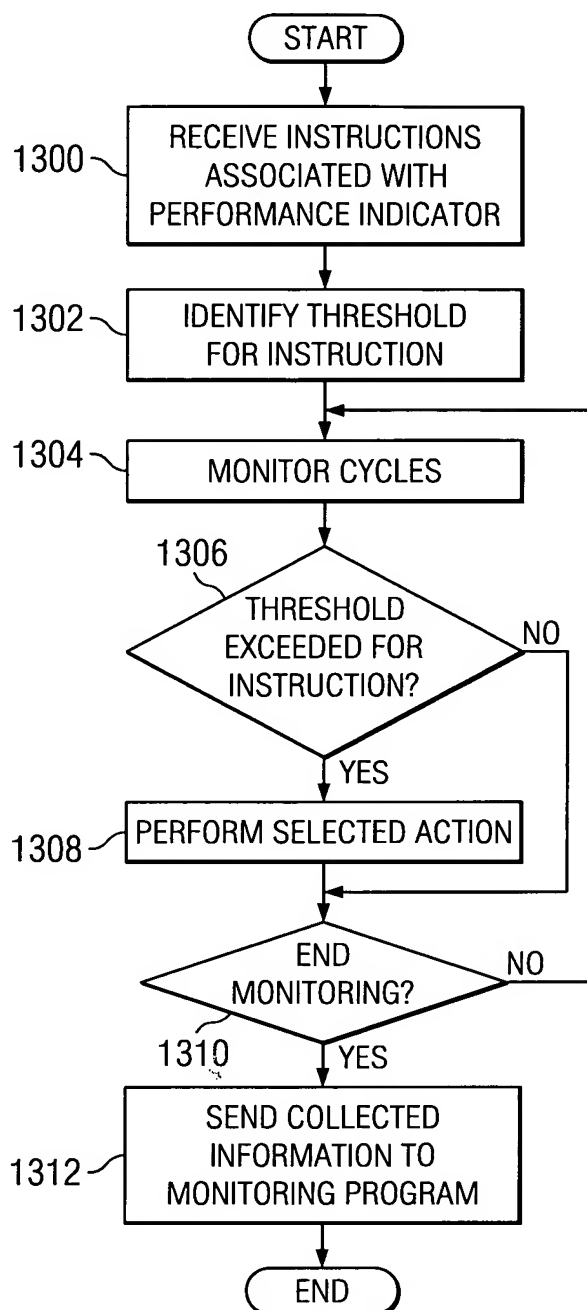 START
1300
RECEIVE INSTRUCTIONS
ASSOCIATED WITH
PERFORMANCE INDICATOR
1302
IDENTIFY THRESHOLD
FOR INSTRUCTION
1304
MONITOR CYCLES
1306
THRESHOLD
EXCEEDED FOR
INSTRUCTION?
NO
YES
1308
PERFORM SELECTED ACTION
END
MONITORING?
NO
1310
YES
1312
SEND COLLECTED
INFORMATION TO
MONITORING PROGRAM
END